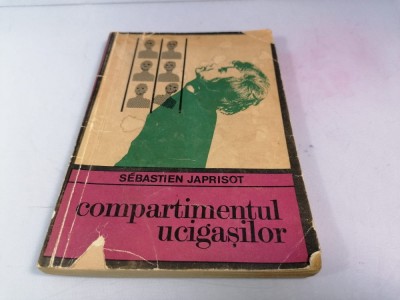 SÉBASTIEN JAPRISOT
compartimentul
ucigașilor